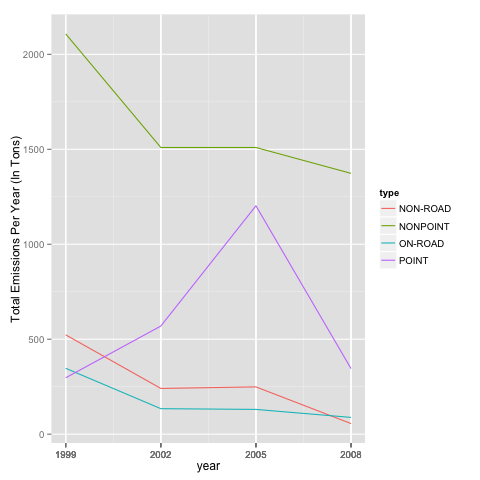 Total Emissions Per Year (In Tons)
2000
1500
1000
500
0
1999 2002 2005 2008
year
type
NON-ROAD
NONPOINT
ON-ROAD
POINT